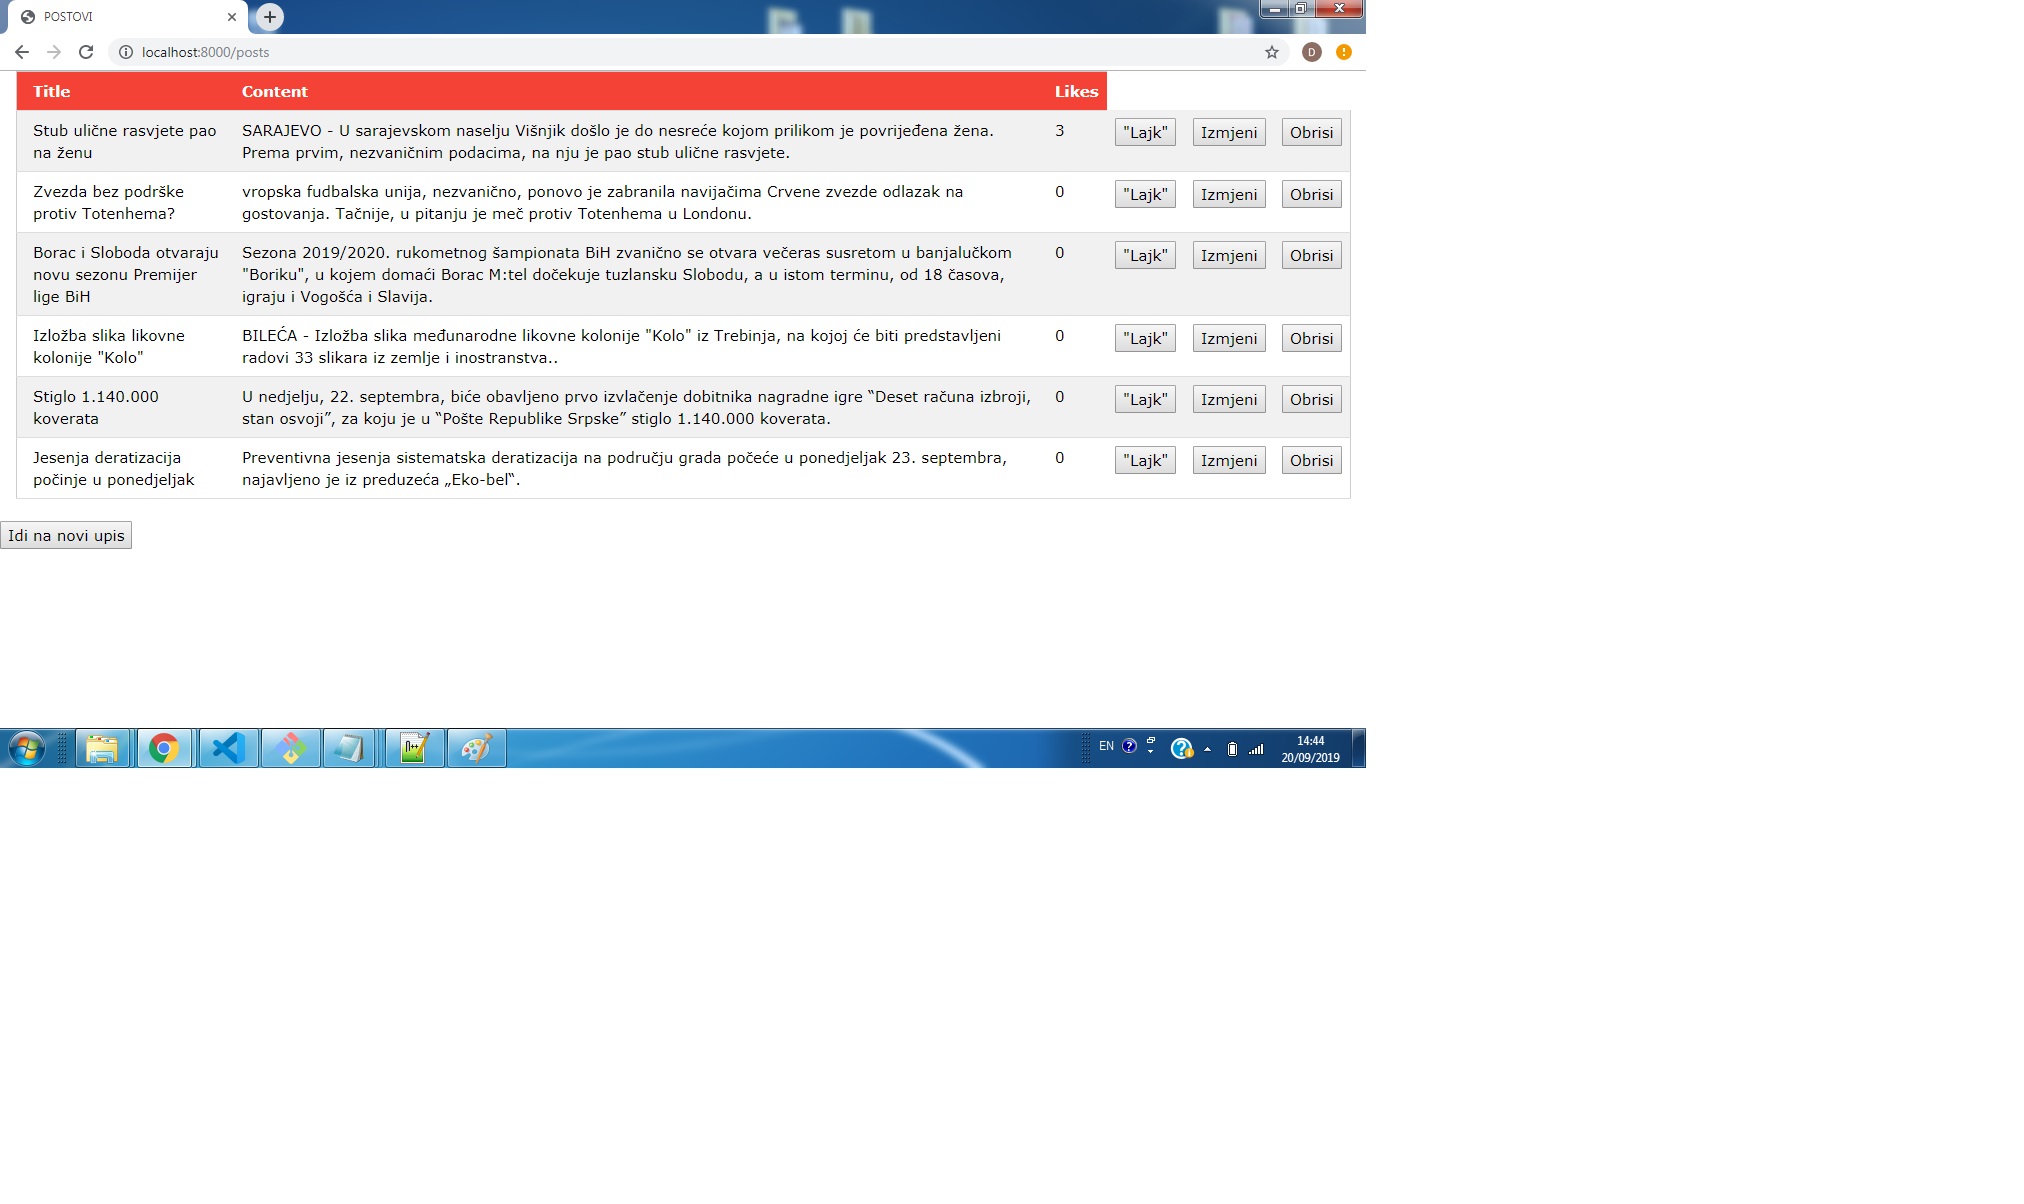 POSTOVI
localhost:8000/posts
D
Title Content Likes
Stub ulične rasvjete pao
na ženu
SARAJEVO - U sarajevskom naselju Višnjik došlo je do nesreće kojom prilikom je povrijeđena žena.
Prema prvim, nezvaničnim podacima, na nju je pao stub ulične rasvjete.
3 "Lajk" Izmjeni Obrisi
Zvezda bez podrške
protiv Totenhema?
vropska fudbalska unija, nezvanično, ponovo je zabranila navijačima Crvene zvezde odlazak na
gostovanja. Tačnije, u pitanju je meč protiv Totenhema u Londonu.
0 "Lajk" Izmjeni Obrisi
Borac i Sloboda otvaraju
novu sezonu Premijer
lige BiH
Sezona 2019/2020. rukometnog šampionata BiH zvanično se otvara večeras susretom u banjalučkom
"Boriku", u kojem domaći Borac M:tel dočekuje tuzlansku Slobodu, a u istom terminu, od 18 časova,
igraju i Vogošća i Slavija.
0 "Lajk" Izmjeni Obrisi
Izložba slika likovne
kolonije "Kolo"
BILEĆA - Izložba slika međunarodne likovne kolonije "Kolo" iz Trebinja, na kojoj će biti predstavljeni
radovi 33 slikara iz zemlje i inostranstva..
0 "Lajk" Izmjeni Obrisi
Stiglo 1.140.000
koverata
U nedjelju, 22. septembra, biće obavljeno prvo izvlačenje dobitnika nagradne igre “Deset računa izbroji,
stan osvoji”, za koju je u “Pošte Republike Srpske” stiglo 1.140.000 koverata.
0 "Lajk" Izmjeni Obrisi
Jesenja deratizacija
počinje u ponedjeljak
Preventivna jesenja sistematska deratizacija na području grada počeće u ponedjeljak 23. septembra,
najavljeno je iz preduzeća „Eko-bel“.
0 "Lajk" Izmjeni Obrisi
Idi na novi upis
EN
14:44
20/09/2019